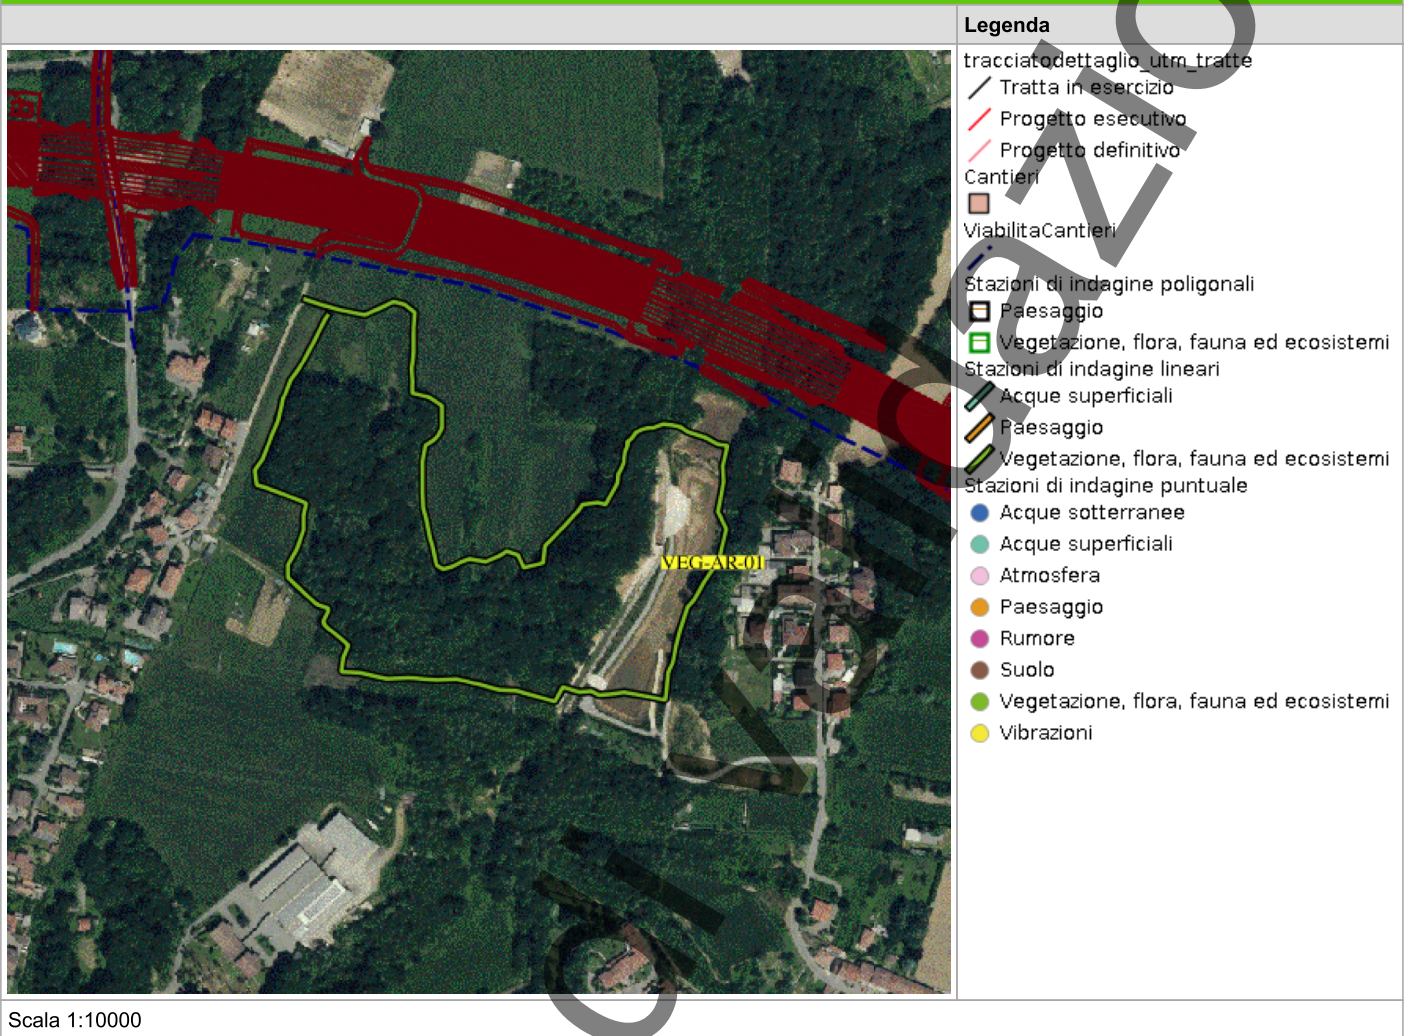 Legenda
tracciatodettaglio_utm_tratte
Tratta in esercizio
Progetto esecutivo
Progetto definitivo
Cantieri
ViabilitaCantieri
Stazioni di indagine poligonali
Paesaggio
Vegetazione, flora, fauna ed ecosistemi
Stazioni di indagine lineari
Acque superficiali
Paesaggio
Vegetazione, flora, fauna ed ecosistemi
Stazioni di indagine puntuale
Acque sotterranee
Acque superficiali
Atmosfera
Paesaggio
Rumore
Suolo
Vegetazione, flora, fauna ed ecosistemi
Vibrazioni
VEG-AR-01
Scala 1:10000